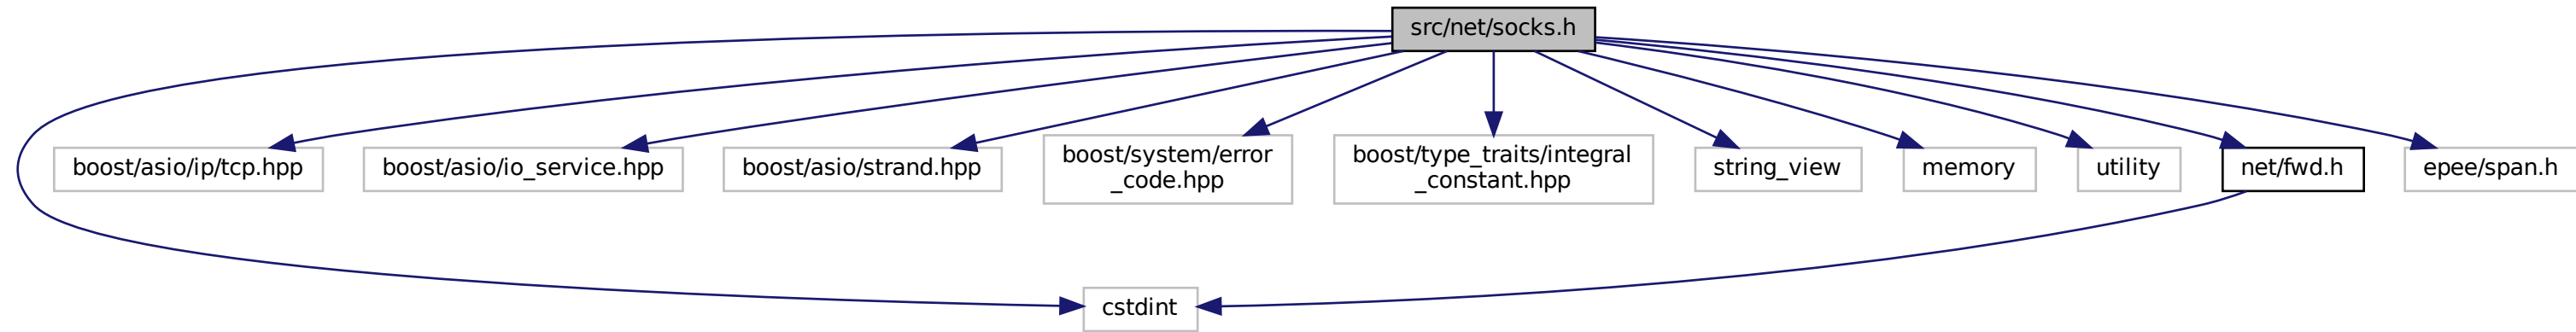 src/net/socks.h
boost/asio/ip/tcp.hpp
boost/asio/io_service.hpp
boost/asio/strand.hpp
boost/system/error
_code.hpp
boost/type_traits/integral
_constant.hpp
string_view
memory
utility
net/fwd.h
epee/span.h
cstdint